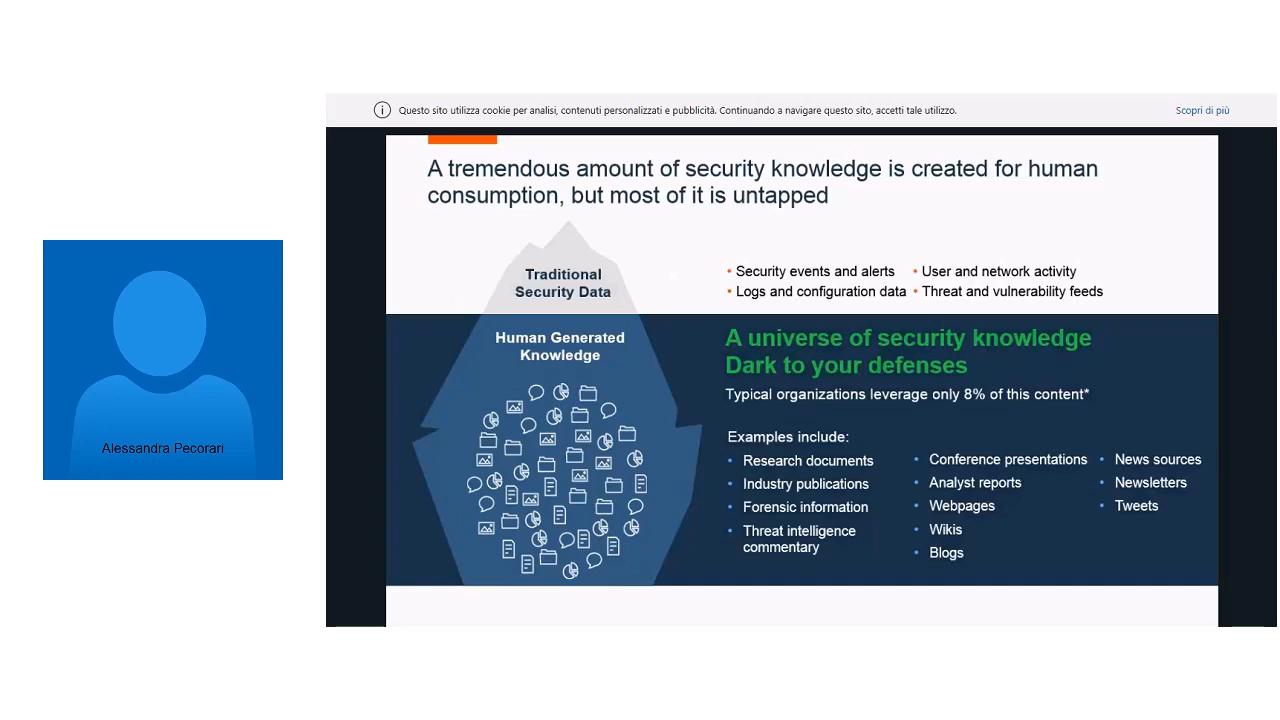 Questo sito utilizza cookie per analisi, contenuti personalizzati e pubblicità. Continuando a navigare questo sito, accetti tale utilizzo.
Scopri di più
A tremendous amount of security knowledge is created for human
consumption, but most of it is untapped
Traditional
Security Data
• Security events and alerts
• User and network activity
• Logs and configuration data
• Threat and vulnerability feeds
Human Generated
Knowledge
A universe of security knowledge
Dark to your defenses
Typical organizations leverage only 8% of this content*
Examples include:
• Research documents
• Industry publications
• Forensic information
• Threat intelligence
commentary
• Conference presentations
• Analyst reports
• Webpages
• Wikis
• Blogs
• News sources
• Newsletters
• Tweets
Alessandra Pecorari